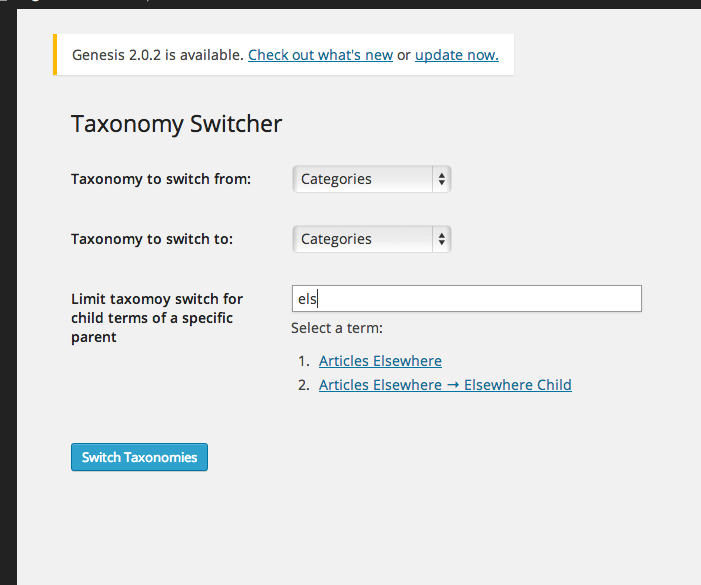 Genesis 2.0.2 is available. Check out what's new or update now.
Taxonomy Switcher
Taxonomy to switch from:
Categories
Taxonomy to switch to:
Categories
Limit taxomoy switch for
child terms of a specific
parent
els
Select a term:
1. Articles Elsewhere
2. Articles Elsewhere → Elsewhere Child
Switch Taxonomies